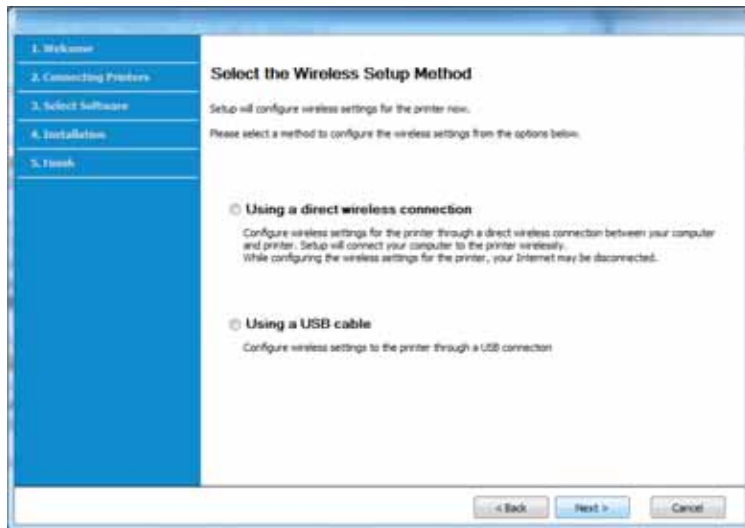 1. Welcome
2. Connecting Printers
3. Select Software
4. Installation
5. Finish
Select the Wireless Setup Method
Setup will configure wireless settings for the printer now.
Please select a method to configure the wireless settings from the options below.
Using a direct wireless connection
Configure wireless settings for the printer through a direct wireless connection between your computer
and printer. Setup will connect your computer to the printer wirelessly.
While configuring the wireless settings for the printer, your Internet may be disconnected.
Using a USB cable
Configure wireless settings to the printer through a USB connection
< Back
Next >
Cancel